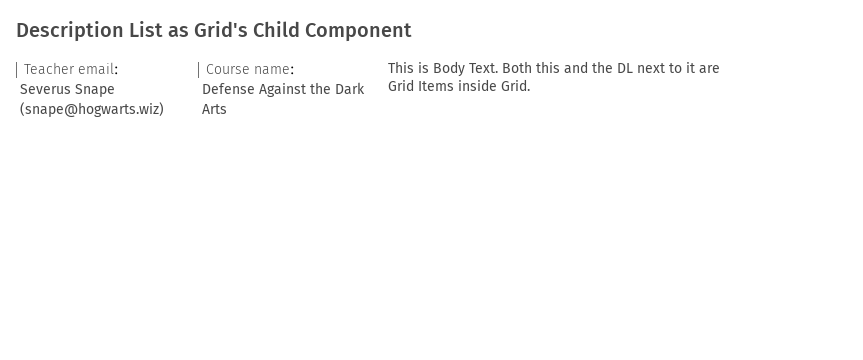 Description List as Grid's Child Component
Teacher email:
Severus Snape
(snape@hogwarts.wiz)
Course name:
Defense Against the Dark
Arts
This is Body Text. Both this and the DL next to it are
Grid Items inside Grid.